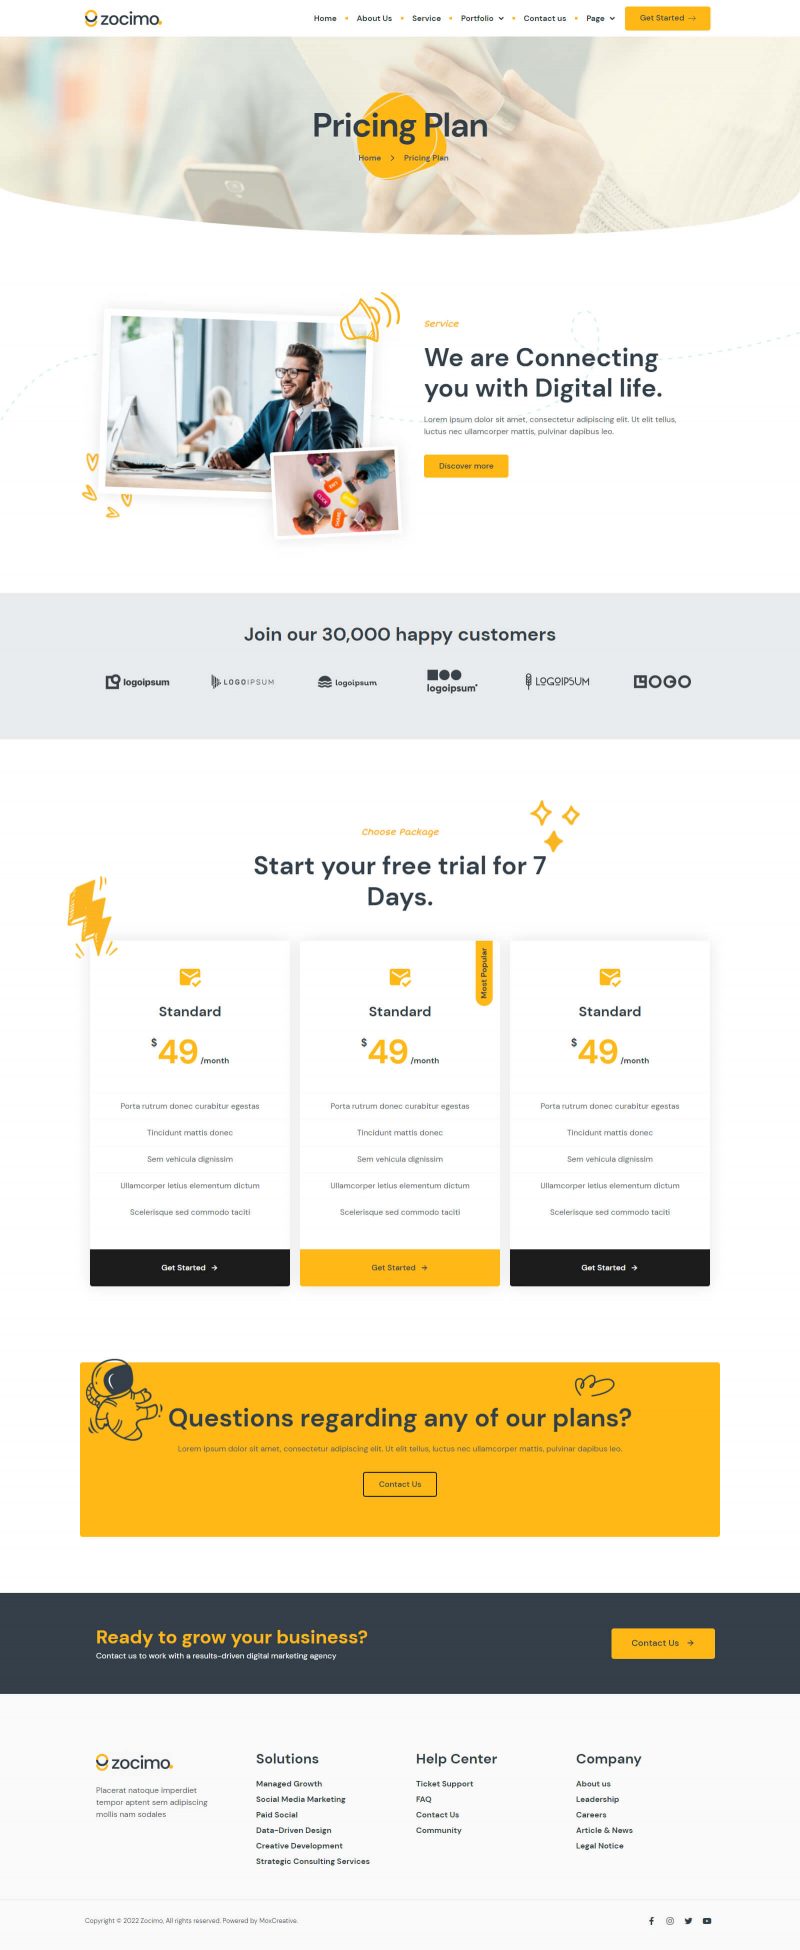 zocimo.
Home About Us Service Portfolio Contact us Page Get Started
Pricing Plan
Home Pricing Plan
Service
We are Connecting
you with Digital life.
Lorem ipsum dolor sit amet, consectetur adipiscing elit. Ut elit tellus,
luctus nec ullamcorper mattis, pulvinar dapibus leo.
Discover more
Join our 30,000 happy customers
logoipsum LOGOIPSUM logoipsum logoipsum LOGOIPSUM LOGO
Choose Package
Start your free trial for 7
Days.
Most Popular
Standard Standard Standard
$49/month $49/month $49/month
Porta rutrum donec curabitur egestas Porta rutrum donec curabitur egestas Porta rutrum donec curabitur egestas
Tincidunt mattis donec Tincidunt mattis donec Tincidunt mattis donec
Sem vehicula dignissim Sem vehicula dignissim Sem vehicula dignissim
Ullamcorper letius elementum dictum Ullamcorper letius elementum dictum Ullamcorper letius elementum dictum
Scelerisque sed commodo taciti Scelerisque sed commodo taciti Scelerisque sed commodo taciti
Get Started Get Started Get Started
Questions regarding any of our plans?
Lorem ipsum dolor sit amet, consectetur adipiscing elit. Ut elit tellus, luctus nec ullamcorper mattis, pulvinar dapibus leo.
Contact Us
Ready to grow your business?
Contact us to work with a results-driven digital marketing agency
Contact Us
zocimo.
Placerat natoque imperdiet
tempor aptent sem adipiscing
mollis nam sodales
Solutions
Managed Growth
Social Media Marketing
Paid Social
Data-Driven Design
Creative Development
Strategic Consulting Services
Help Center
Ticket Support
FAQ
Contact Us
Community
Company
About us
Leadership
Careers
Article & News
Legal Notice
Copyright © 2022 Zocimo, All rights reserved. Powered by MoxCreative.